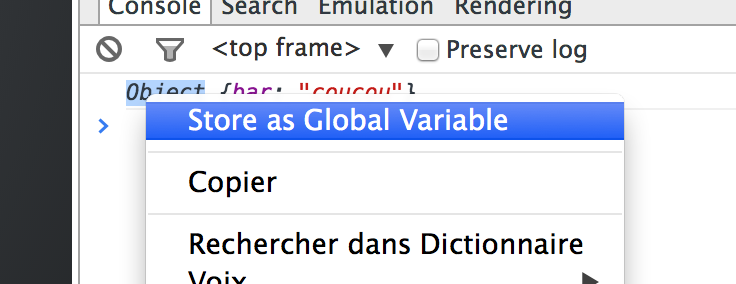 Console Search Emulation Rendering
<top frame> ▼ Preserve log
Object {bar: "coucou"}
Store as Global Variable
Copier
Rechercher dans Dictionnaire
Voix